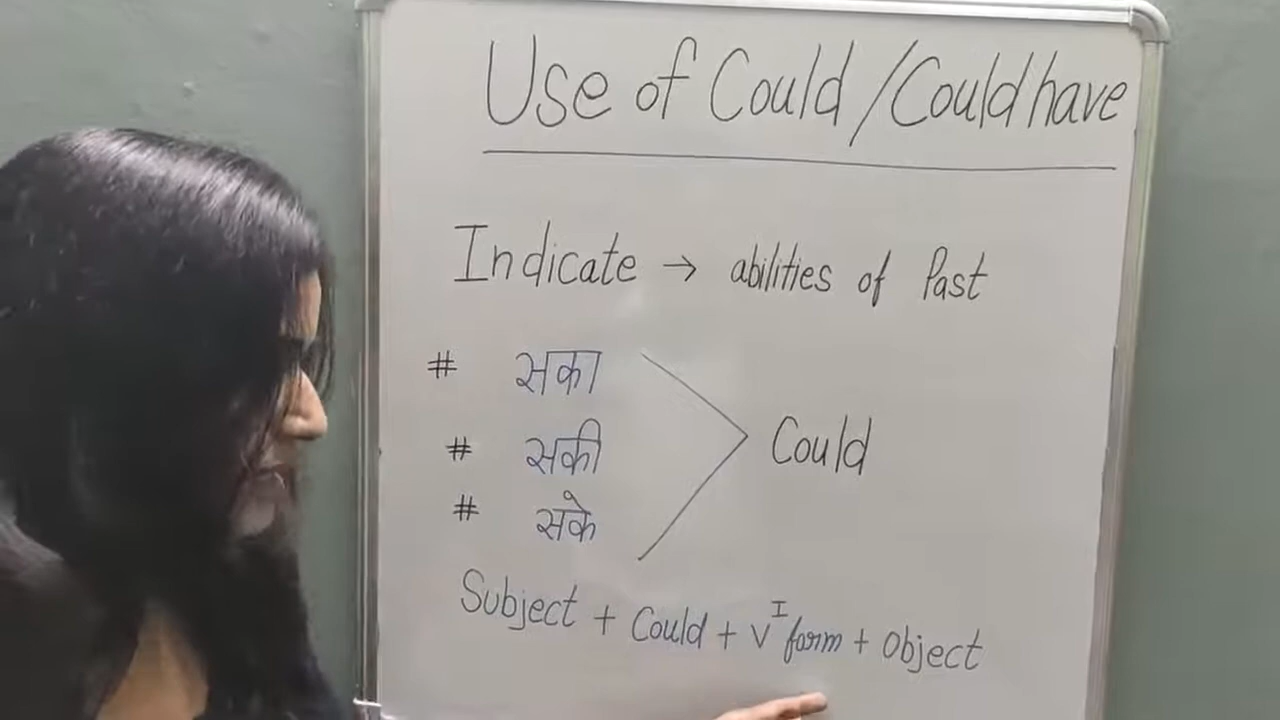 Use of Could / Could have
Indicate → abilities of Past
# सका
# सकी
Could
# सके
Subject + Could + V^I form + Object